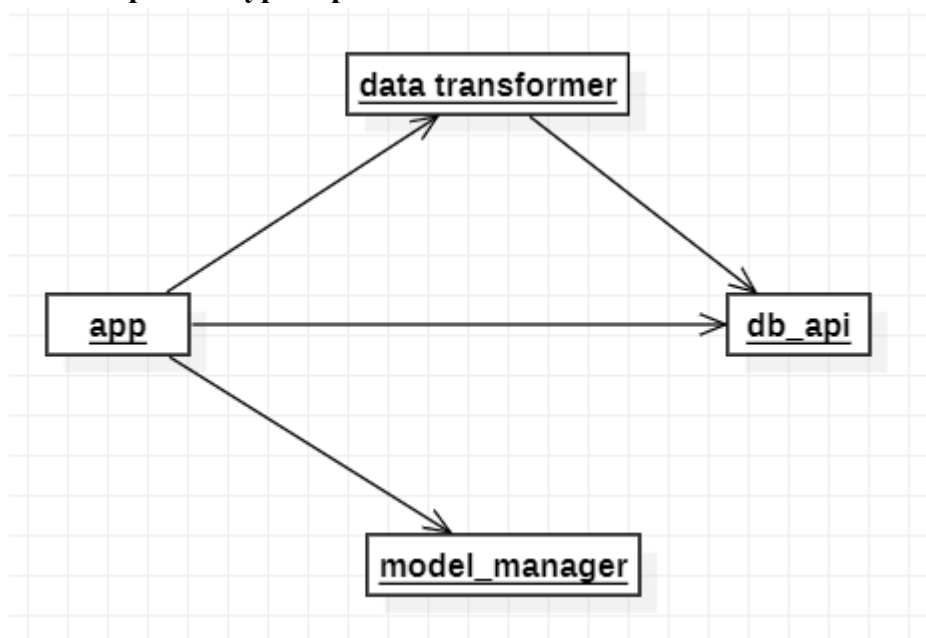 data transformer
app
db_api
model_manager